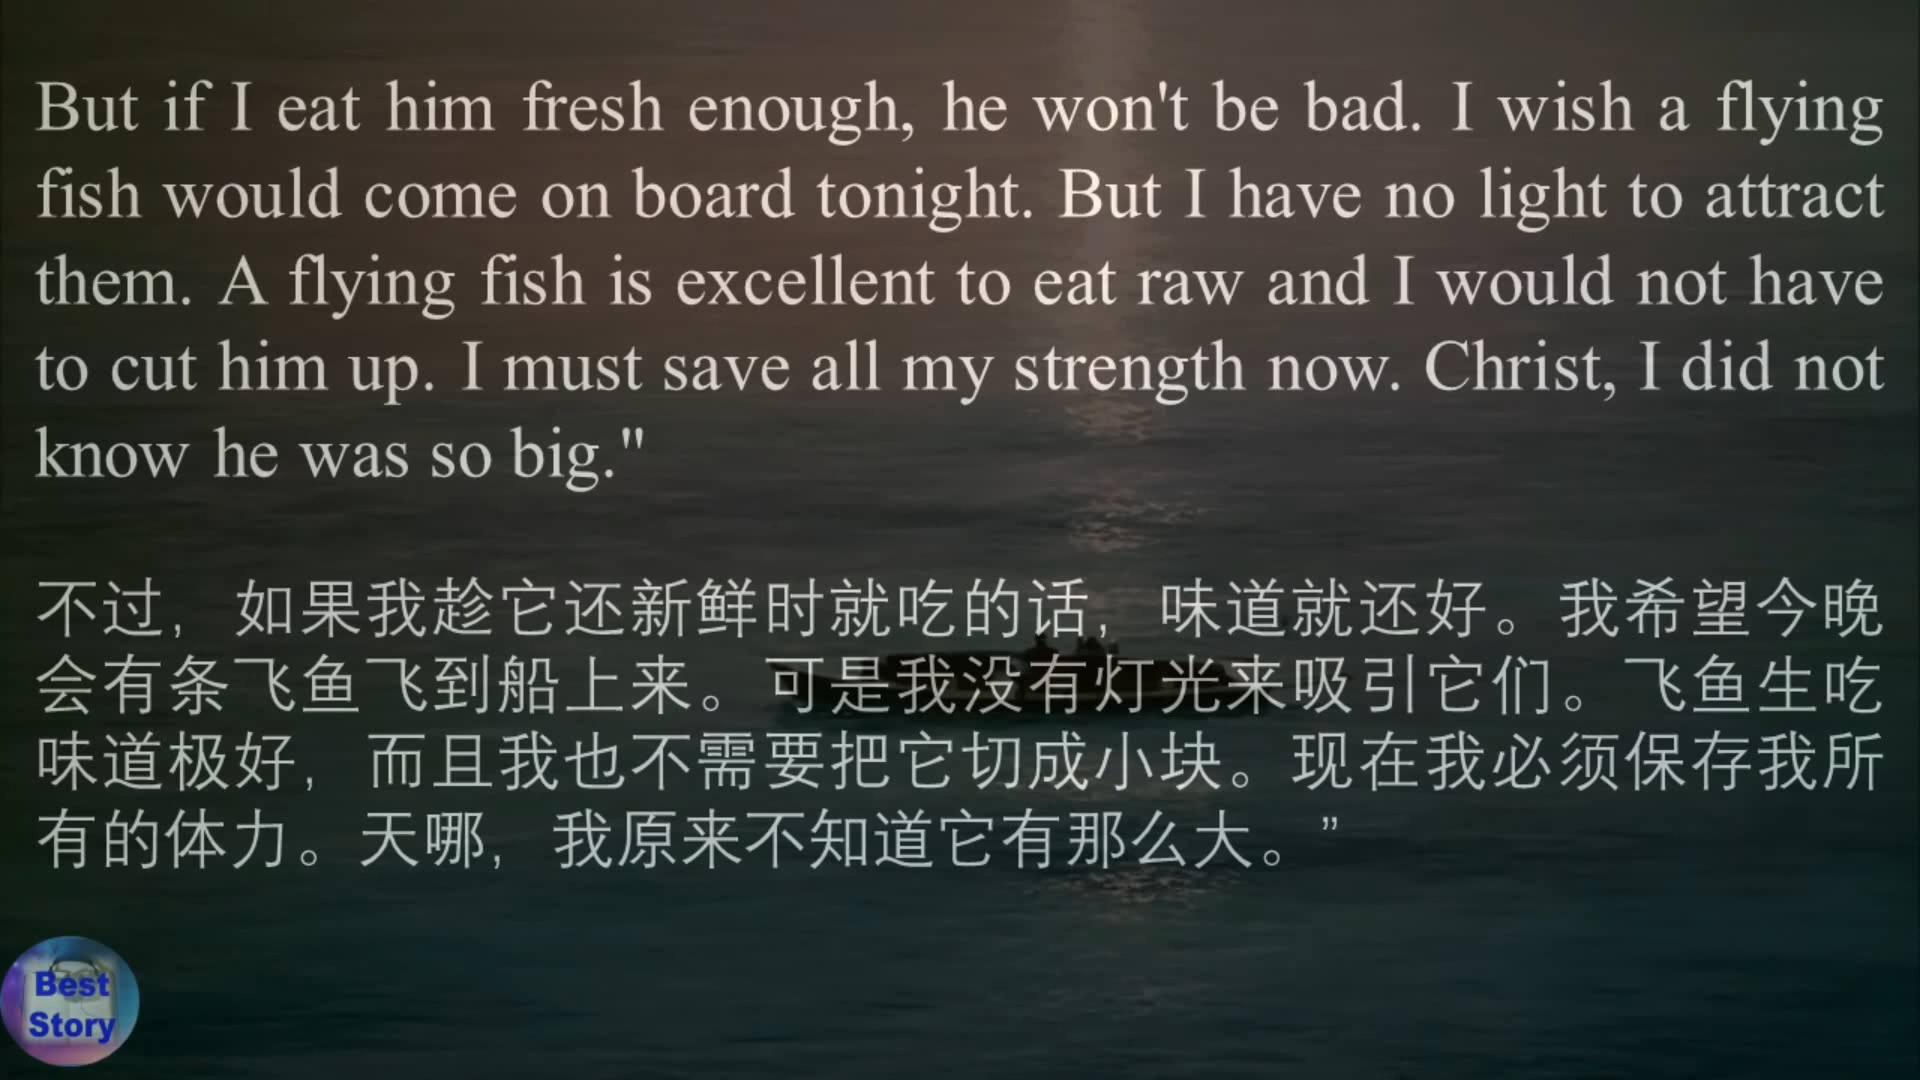 But if I eat him fresh enough, he won't be bad. I wish a flying
fish would come on board tonight. But I have no light to attract
them. A flying fish is excellent to eat raw and I would not have
to cut him up. I must save all my strength now. Christ, I did not
know he was so big."
不过，如果我趁它还新鲜时就吃的话，味道就还好。我希望今晚
会有条飞鱼飞到船上来。可是我没有灯光来吸引它们。飞鱼生吃
味道极好，而且我也不需要把它切成小块。现在我必须保存我所
有的体力。天哪，我原来不知道它有那么大。”
Best
Story